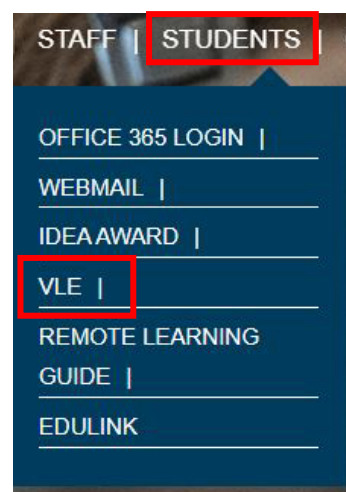 STAFF | STUDENTS |
OFFICE 365 LOGIN |
WEBMAIL |
IDEA AWARD |
VLE |
REMOTE LEARNING
GUIDE |
EDULINK